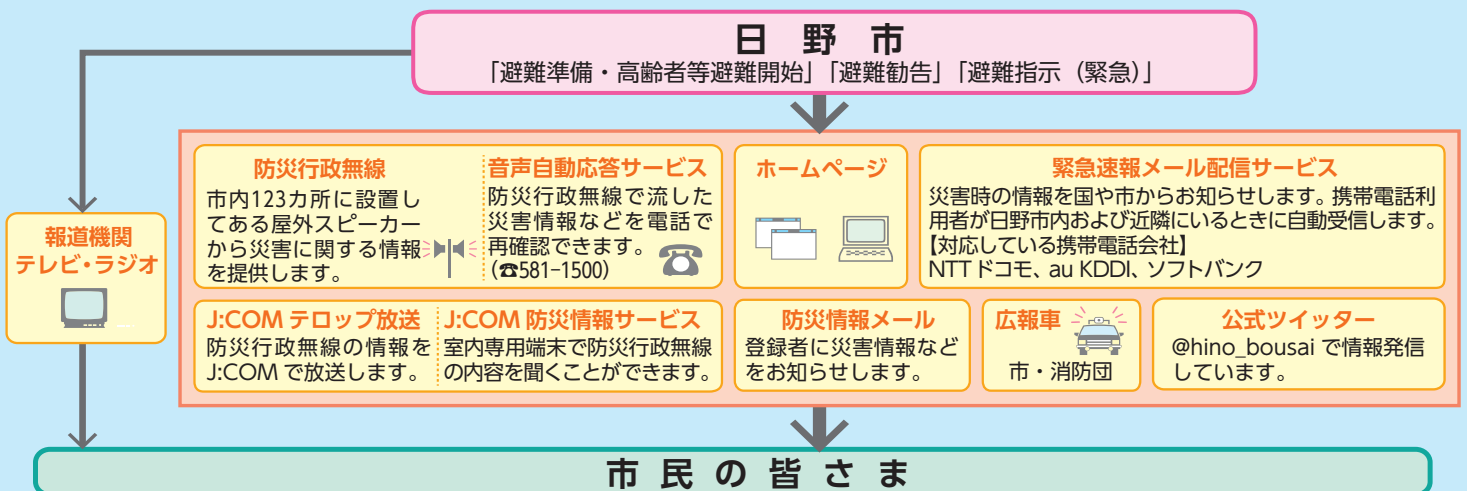 日野市
「避難準備・高齢者等避難開始」「避難勧告」「避難指示（緊急）」
報道機関
テレビ・ラジオ
防災行政無線
市内123カ所に設置し
てある屋外スピーカー
から災害に関する情報
を提供します。
音声自動応答サービス
防災行政無線で流した
災害情報などを電話で
再確認できます。
(☎581-1500)
ホームページ
緊急速報メール配信サービス
災害時の情報を国や市からお知らせします。携帯電話利
用者が日野市内および近隣にいるときに自動受信します。
【対応している携帯電話会社】
NTTドコモ、au KDDI、ソフトバンク
J:COM テロップ放送
防災行政無線の情報を
J:COM で放送します。
J:COM 防災情報サービス
室内専用端末で防災行政無線
の内容を聞くことができます。
防災情報メール
登録者に災害情報など
をお知らせします。
広報車
市・消防団
公式ツイッター
@hino_bousai で情報発信
しています。
市民の皆さま